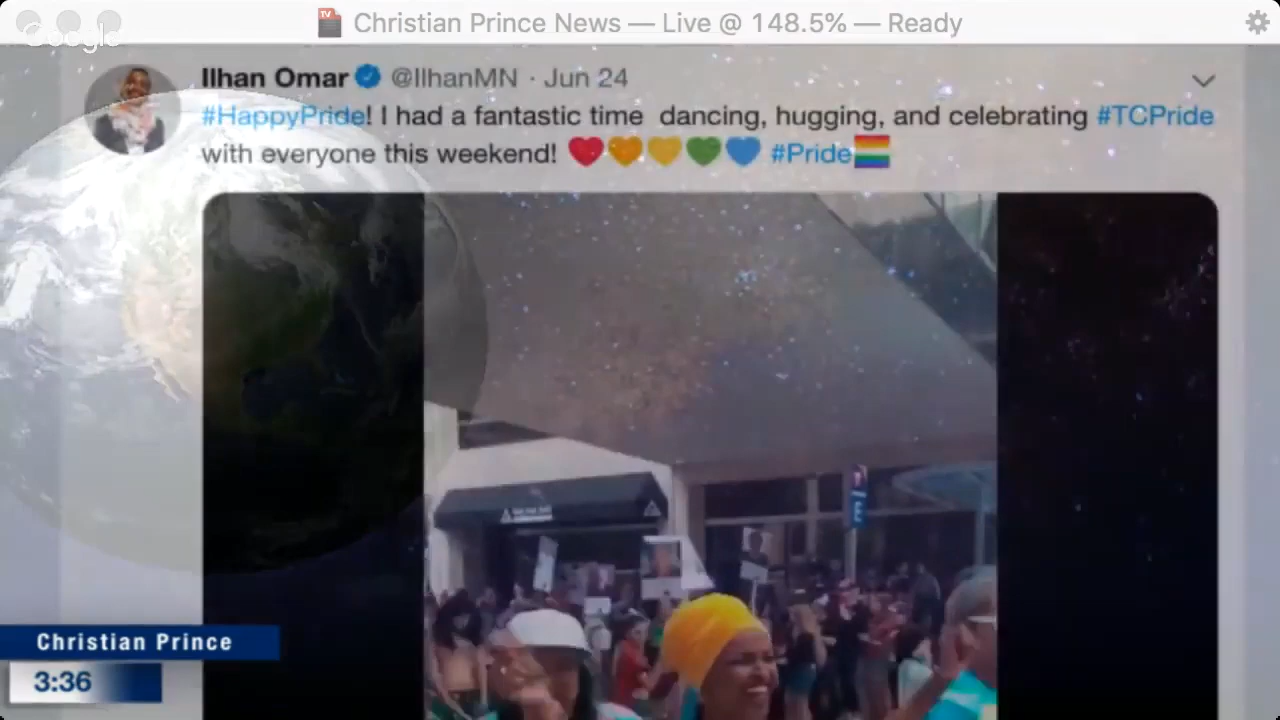 Christian Prince News — Live @ 148.5% — Ready
Google
Ilhan Omar @IlhanMN · Jun 24
#HappyPride! I had a fantastic time dancing, hugging, and celebrating #TCPride
with everyone this weekend! ❤️🧡💛💚💙 #Pride🏳️‍🌈
Christian Prince
3:36